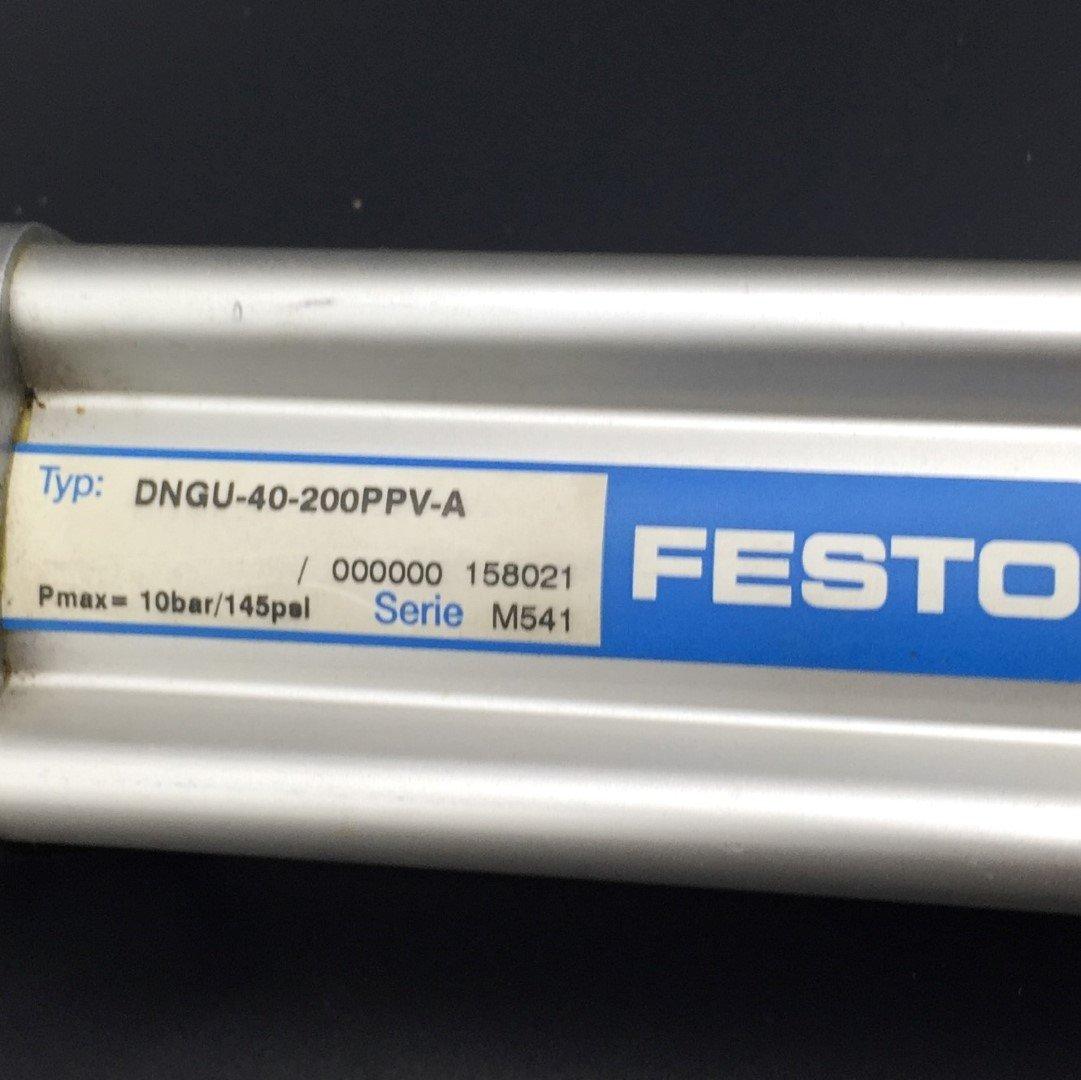 Typ: DNGU-40-200PPV-A
/ 000000 158021
Pmax= 10bar/145psi Serie M541
FESTO